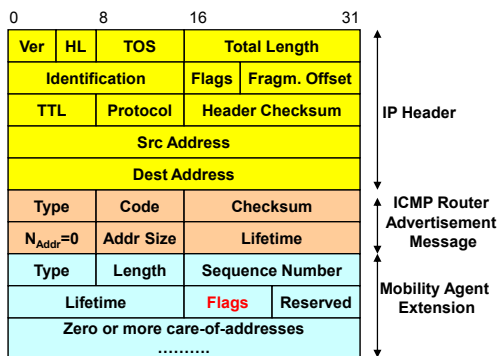 0 8 16 31
Ver HL TOS Total Length
Identification Flags Fragm. Offset
TTL Protocol Header Checksum
Src Address
Dest Address
IP Header
Type Code Checksum
N_Addr=0 Addr Size Lifetime
ICMP Router
Advertisement
Message
Type Length Sequence Number
Lifetime Flags Reserved
Zero or more care-of-addresses
..........
Mobility Agent
Extension